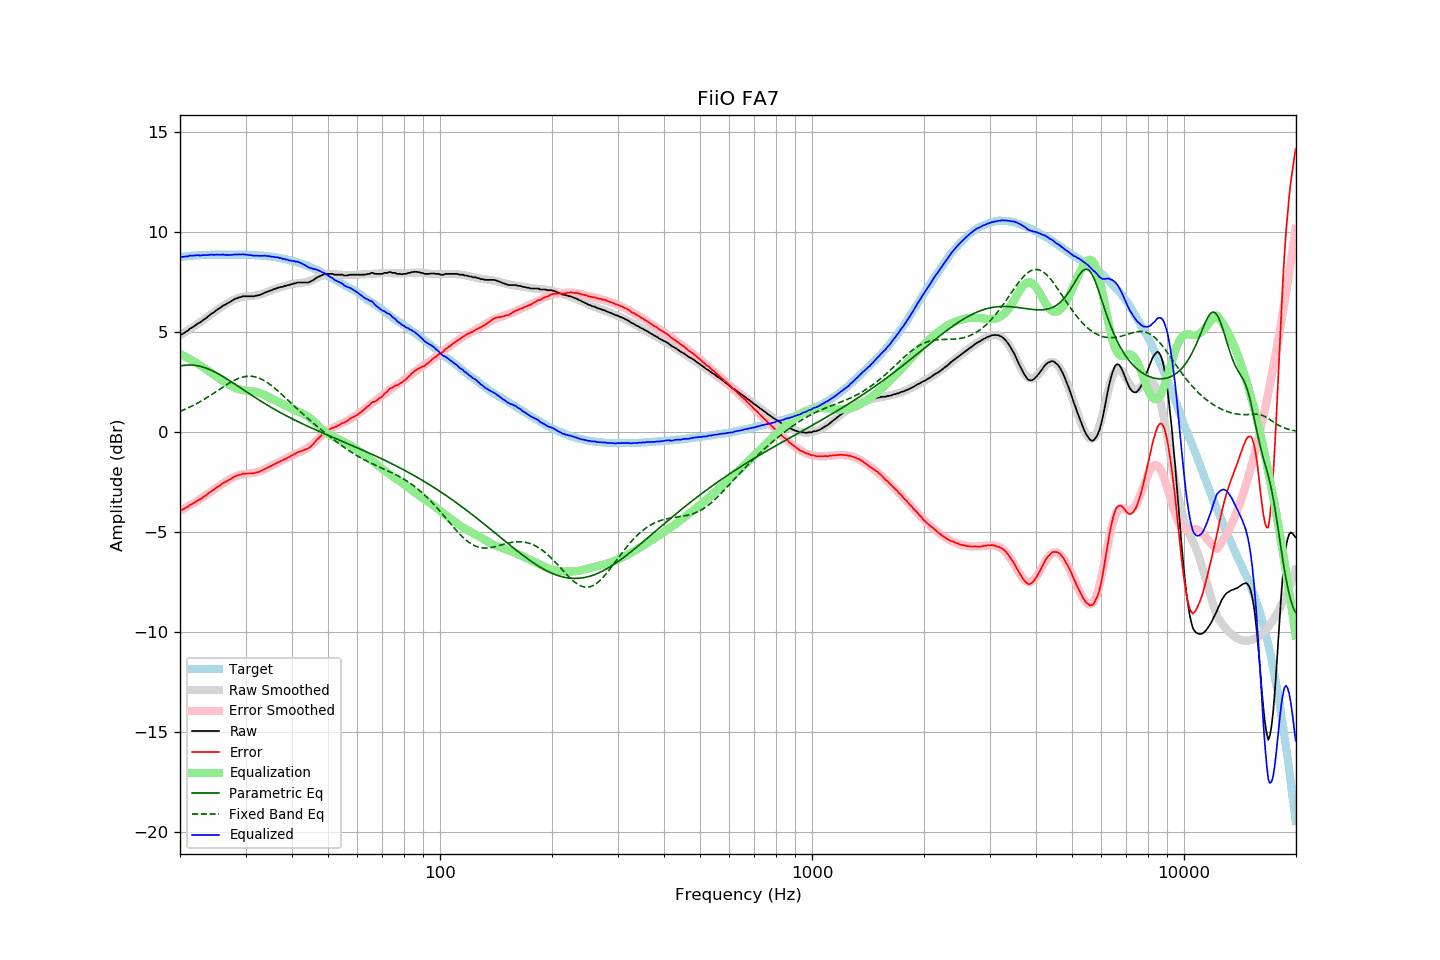 FiiO FA7
15
10
5
0
−5
−10
−15
−20
Amplitude (dBr)
100
1000
10000
Frequency (Hz)
Target
Raw Smoothed
Error Smoothed
Raw
Error
Equalization
Parametric Eq
Fixed Band Eq
Equalized